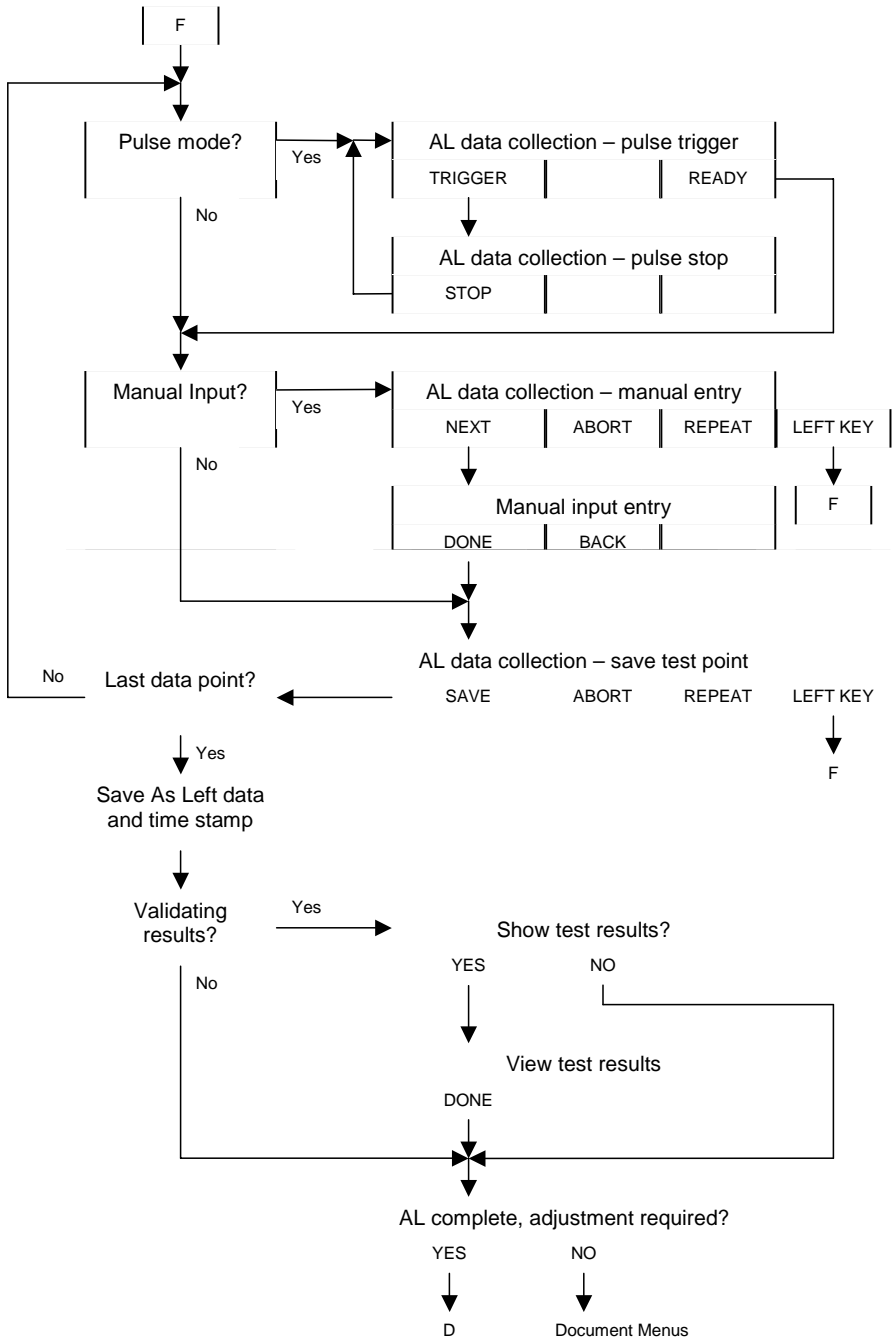 F
Pulse mode?
Yes
AL data collection – pulse trigger
TRIGGER
READY
No
AL data collection – pulse stop
STOP
Manual Input?
Yes
AL data collection – manual entry
NEXT ABORT REPEAT LEFT KEY
No
Manual input entry
F
DONE BACK
AL data collection – save test point
No
Last data point?
SAVE ABORT REPEAT LEFT KEY
Yes
F
Save As Left data
and time stamp
Validating
results?
Yes
Show test results?
YES NO
No
View test results
DONE
AL complete, adjustment required?
YES NO
D Document Menus